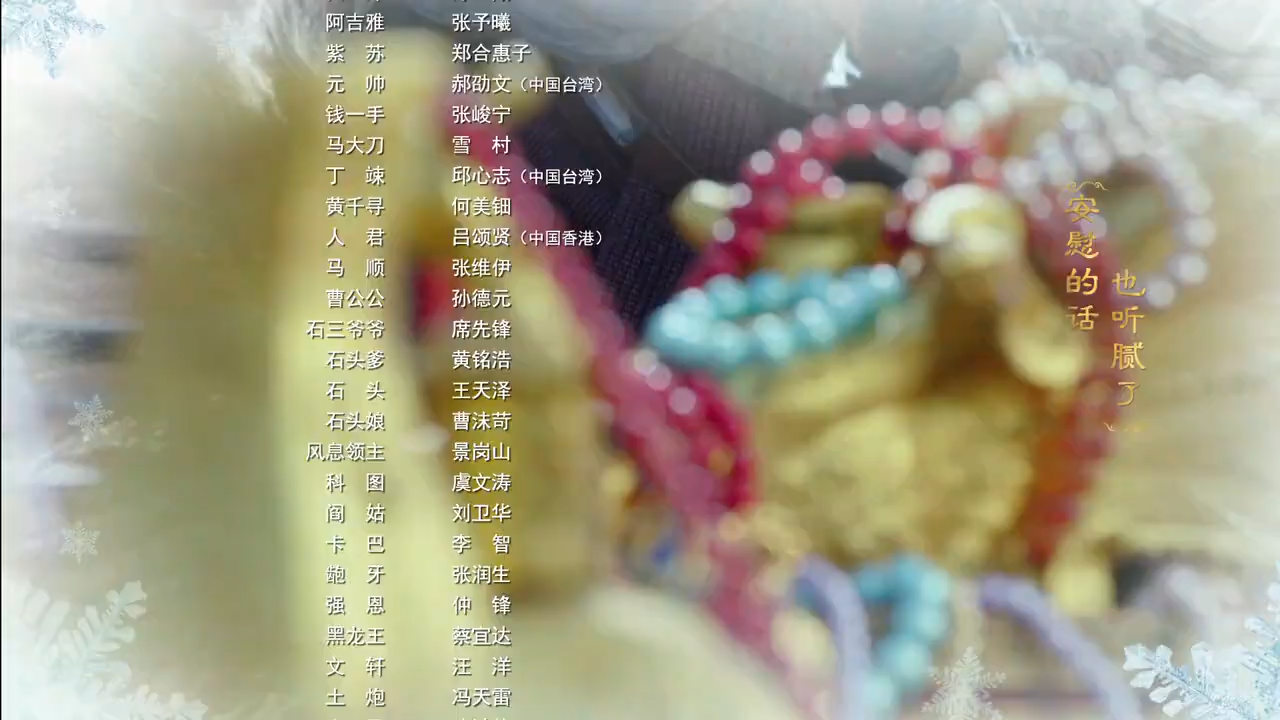 阿吉雅 张予曦
紫 苏 郑合惠子
元 帅 郝劭文（中国台湾）
钱一手 张峻宁
马大刀 雪 村
丁 竦 邱心志（中国台湾）
黄千寻 何美钿
人 君 吕颂贤（中国香港）
马 顺 张维伊
曹公公 孙德元
石三爷爷 席先锋
石头爹 黄铭浩
石 头 王天泽
石头娘 曹沫苛
风息领主 景岗山
科 图 虞文涛
阎 姑 刘卫华
卡 巴 李 智
龅 牙 张润生
强 恩 仲 锋
黑龙王 蔡宜达
文 轩 汪 洋
土 炮 冯天雷
安慰的话
也听腻了